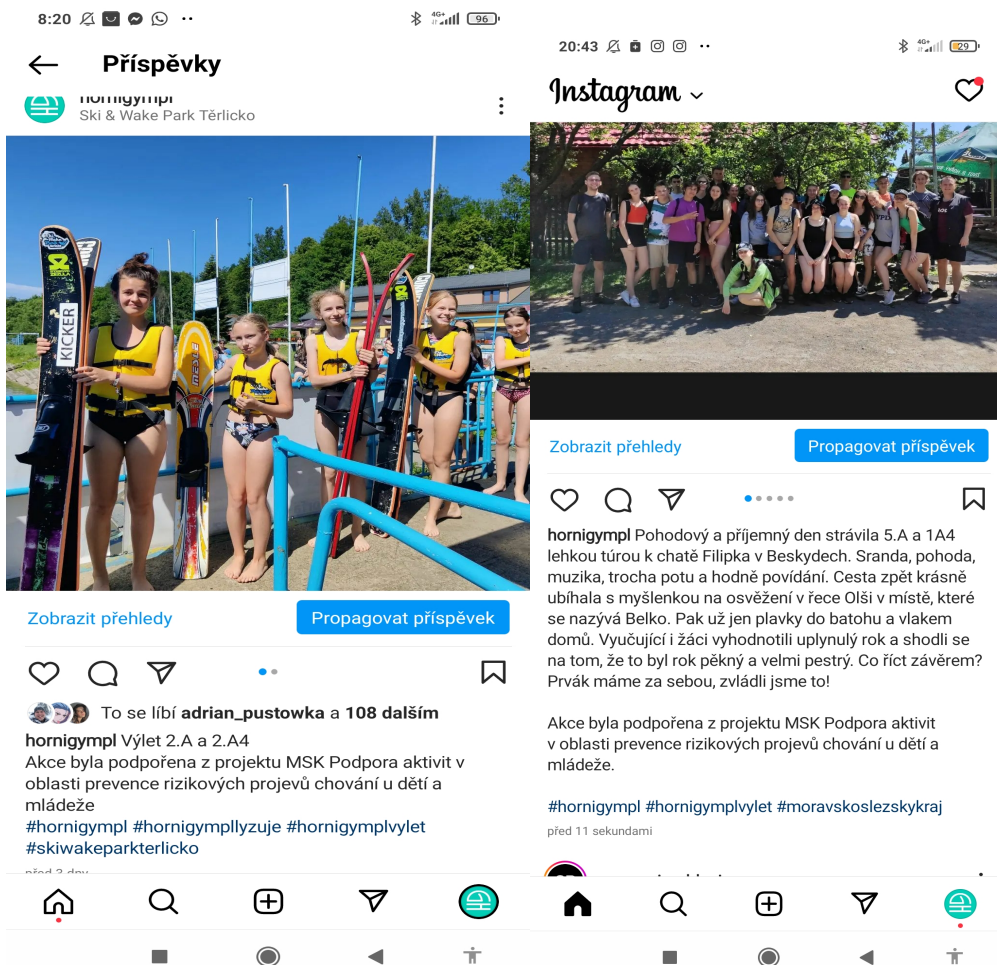 8:20
4G+
96
Příspěvky
hornigympl
Ski & Wake Park Těrlicko
KICKER
Zobrazit přehledy
Propagovat příspěvek
To se líbí adrian_pustowka a 108 dalším
hornigympl Výlet 2.A a 2.A4
Akce byla podpořena z projektu MSK Podpora aktivit v
oblasti prevence rizikových projevů chování u dětí a
mládeže
#hornigympl #hornigympllyzuje #hornigymplvylet
#skiwakeparkterlicko
před 3 dny
20:43
4G+
29
Instagram
Zobrazit přehledy
Propagovat příspěvek
hornigympl Pohodový a příjemný den strávila 5.A a 1A4
lehkou túrou k chatě Filipka v Beskydech. Sranda, pohoda,
muzika, trocha potu a hodně povídání. Cesta zpět krásně
ubíhala s myšlenkou na osvěžení v řece Olši v místě, které
se nazývá Belko. Pak už jen plavky do batohu a vlakem
domů. Vyučující i žáci vyhodnotili uplynulý rok a shodli se
na tom, že to byl rok pěkný a velmi pestrý. Co říct závěrem?
Prvák máme za sebou, zvládli jsme to!
Akce byla podpořena z projektu MSK Podpora aktivit
v oblasti prevence rizikových projevů chování u dětí a
mládeže.
#hornigympl #hornigymplvylet #moravskoslezskykraj
před 11 sekundami